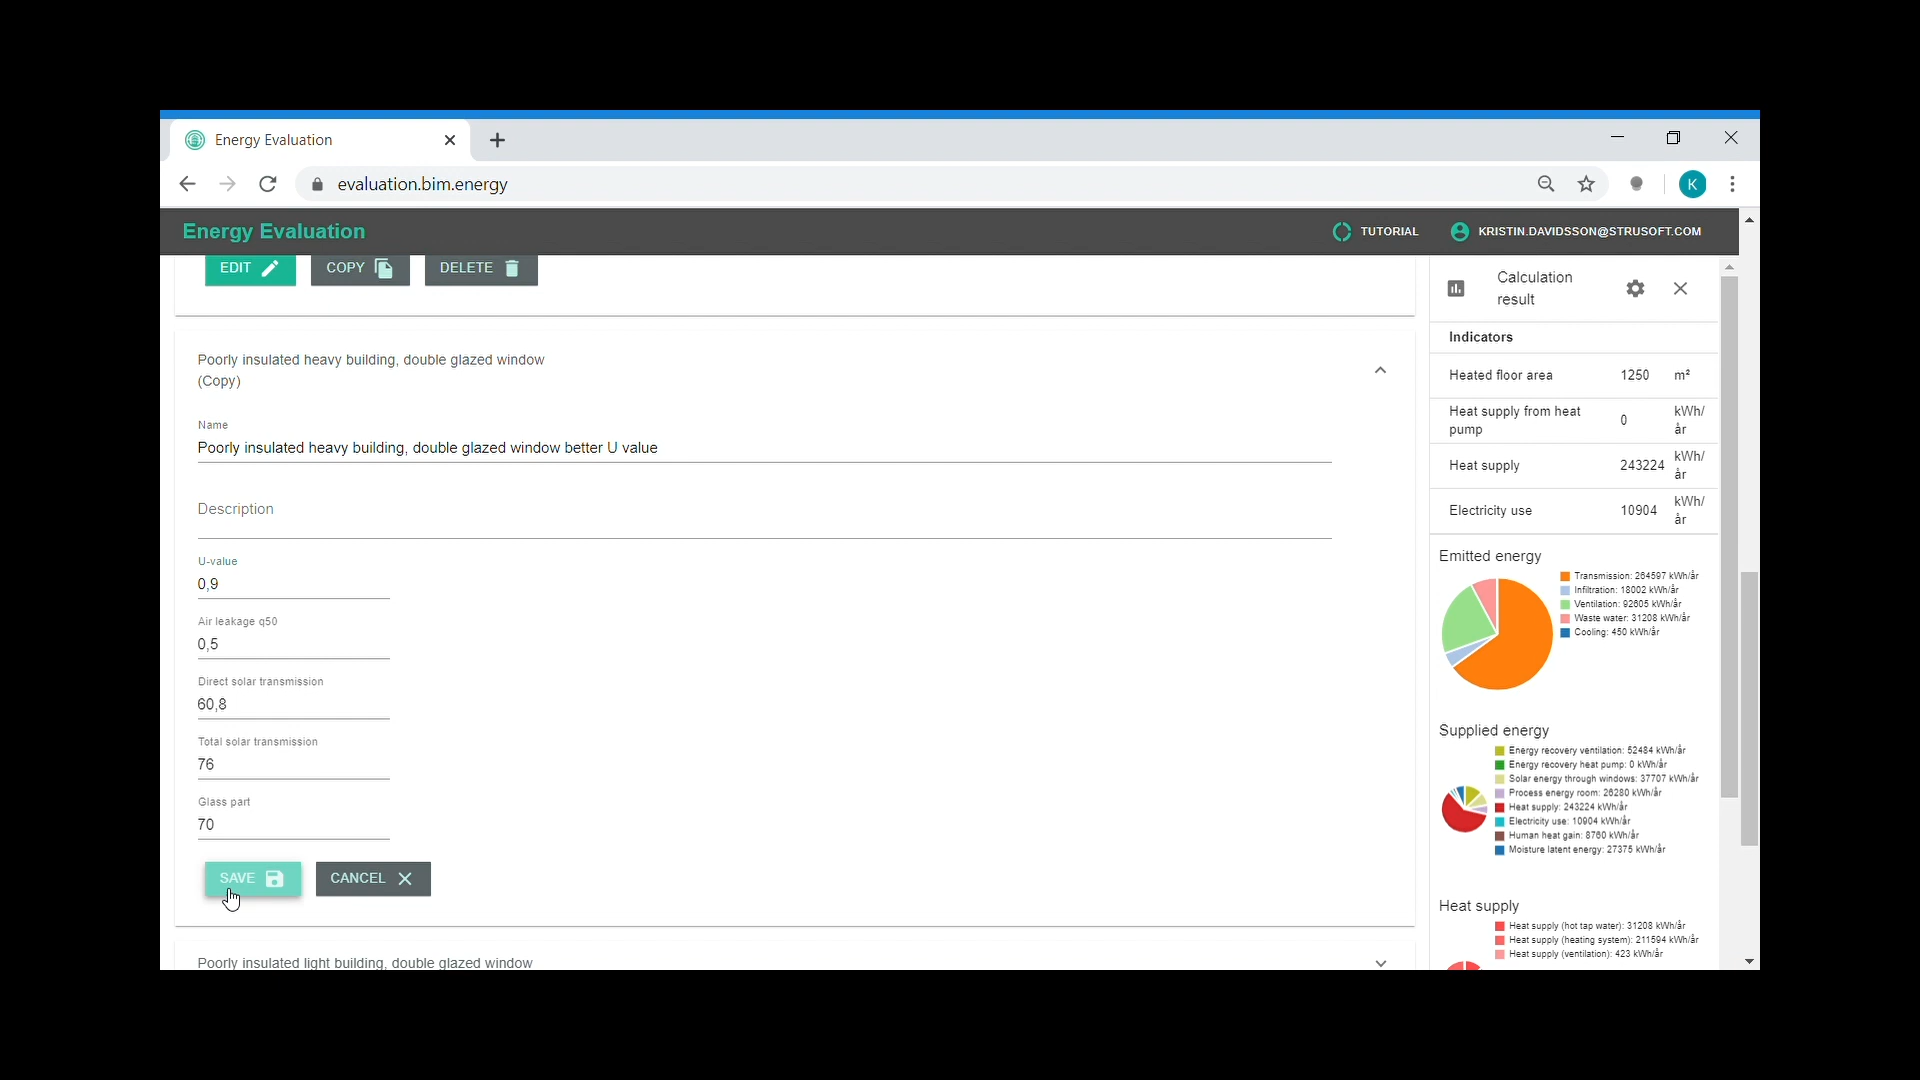 Energy Evaluation
evaluation.bim.energy
K
Energy Evaluation
TUTORIAL
KRISTIN.DAVIDSSON@STRUSOFT.COM
EDIT
COPY
DELETE
Poorly insulated heavy building, double glazed window
(Copy)
Name
Poorly insulated heavy building, double glazed window better U value
Description
U-value
0,9
Air leakage q50
0,5
Direct solar transmission
60,8
Total solar transmission
76
Glass part
70
SAVE
CANCEL
Poorly insulated light building, double glazed window
Calculation
result
Indicators
Heated floor area 1250 m²
Heat supply from heat
pump 0 kWh/
år
Heat supply 243224 kWh/
år
Electricity use 10904 kWh/
år
Emitted energy
Transmission: 264597 kWh/år
Infiltration: 18002 kWh/år
Ventilation: 92605 kWh/år
Waste water: 31208 kWh/år
Cooling: 450 kWh/år
Supplied energy
Energy recovery ventilation: 52484 kWh/år
Energy recovery heat pump: 0 kWh/år
Solar energy through windows: 37707 kWh/år
Process energy room: 26280 kWh/år
Heat supply: 243224 kWh/år
Electricity use: 10904 kWh/år
Human heat gain: 8760 kWh/år
Moisture latent energy: 27375 kWh/år
Heat supply
Heat supply (hot tap water): 31208 kWh/år
Heat supply (heating system): 211594 kWh/år
Heat supply (ventilation): 423 kWh/år